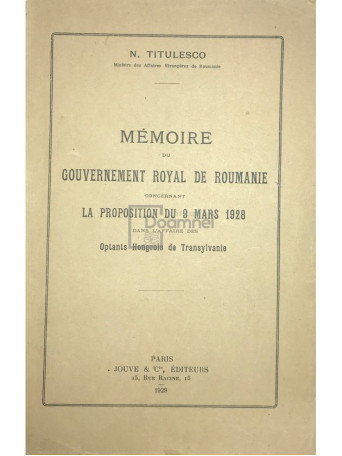 N. TITULESCO
Ministre des Affaires Étrangères de Roumanie
MÉMOIRE
DU
GOUVERNEMENT ROYAL DE ROUMANIE
CONCERNANT
LA PROPOSITION DU 9 MARS 1928
DANS L'AFFAIRE DES
Optants Hongrois de Transylvanie
PARIS
JOUVE & Cie, ÉDITEURS
15, RUE RACINE, 15
1928